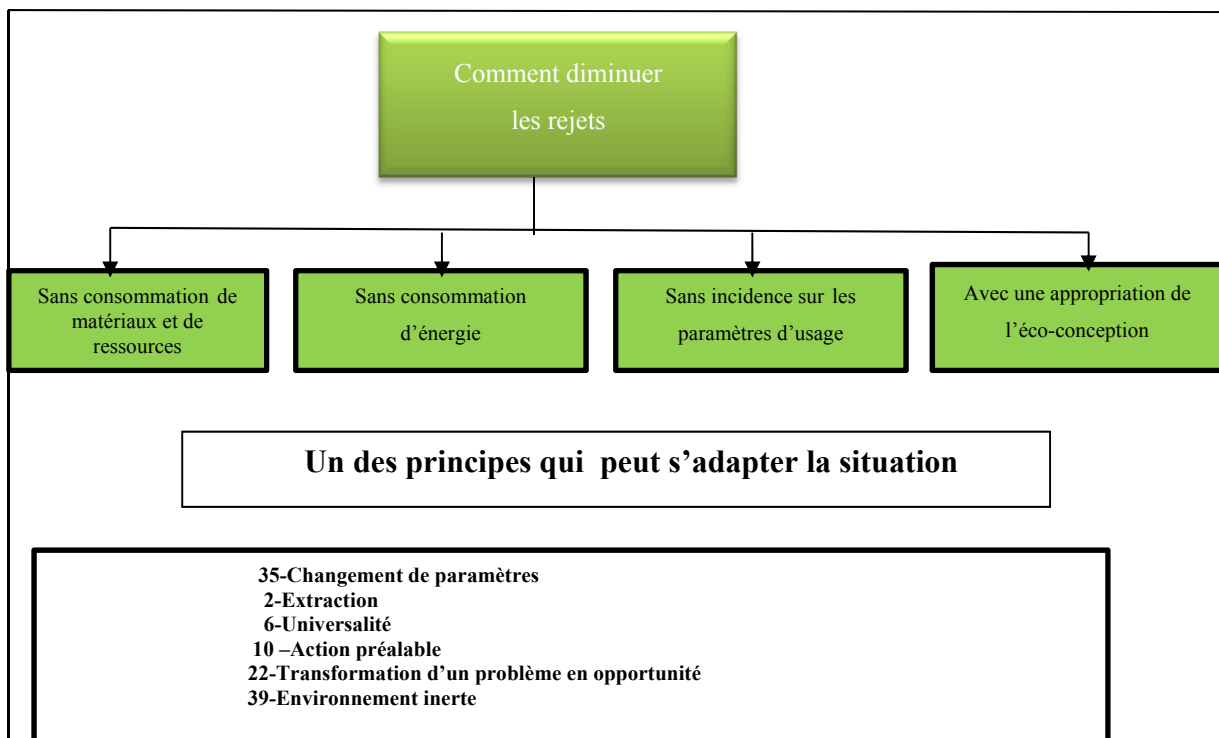 Comment diminuer
les rejets
Sans consommation de
matériaux et de
ressources
Sans consommation
d’énergie
Sans incidence sur les
paramètres d’usage
Avec une appropriation de
l’éco-conception
Un des principes qui peut s’adapter la situation
35-Changement de paramètres
2-Extraction
6-Universalité
10 –Action préalable
22-Transformation d’un problème en opportunité
39-Environnement inerte